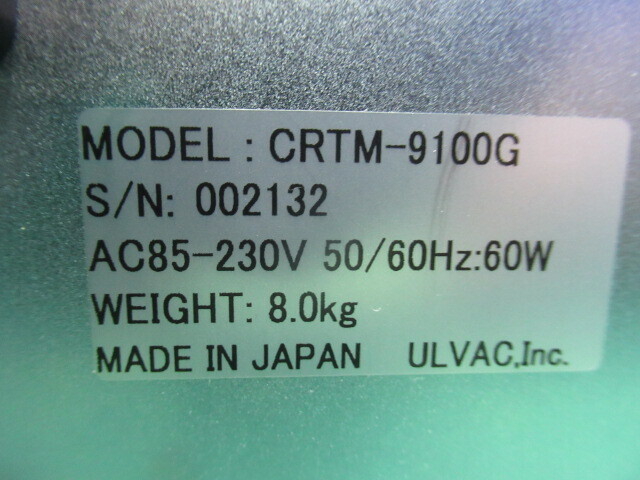 MODEL : CRTM-9100G
S/N: 002132
AC85-230V 50/60Hz:60W
WEIGHT: 8.0kg
MADE IN JAPAN ULVAC,Inc.